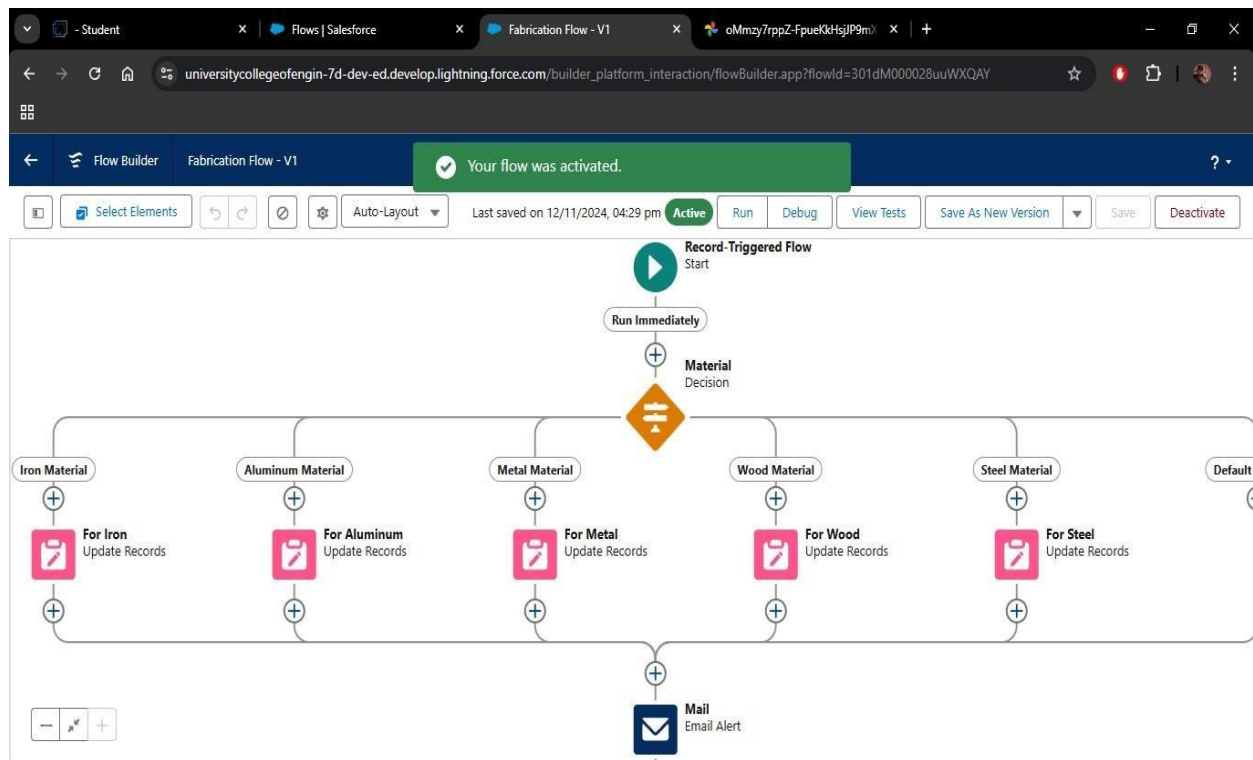 - Student
Flows | Salesforce
Fabrication Flow - V1
oMmzy7rppZ-FpueKkHsjJP9mX
universitycollegeofengin-7d-dev-ed.develop.lightning.force.com/builder_platform_interaction/flowBuilder.app?flowId=301dM000028uuWXQAY
Flow Builder
Fabrication Flow - V1
Your flow was activated.
?
Select Elements
Auto-Layout
Last saved on 12/11/2024, 04:29 pm
Active
Run
Debug
View Tests
Save As New Version
Save
Deactivate
Record-Triggered Flow
Start
Run Immediately
Material
Decision
Iron Material
Aluminum Material
Metal Material
Wood Material
Steel Material
Default
For Iron
Update Records
For Aluminum
Update Records
For Metal
Update Records
For Wood
Update Records
For Steel
Update Records
Mail
Email Alert